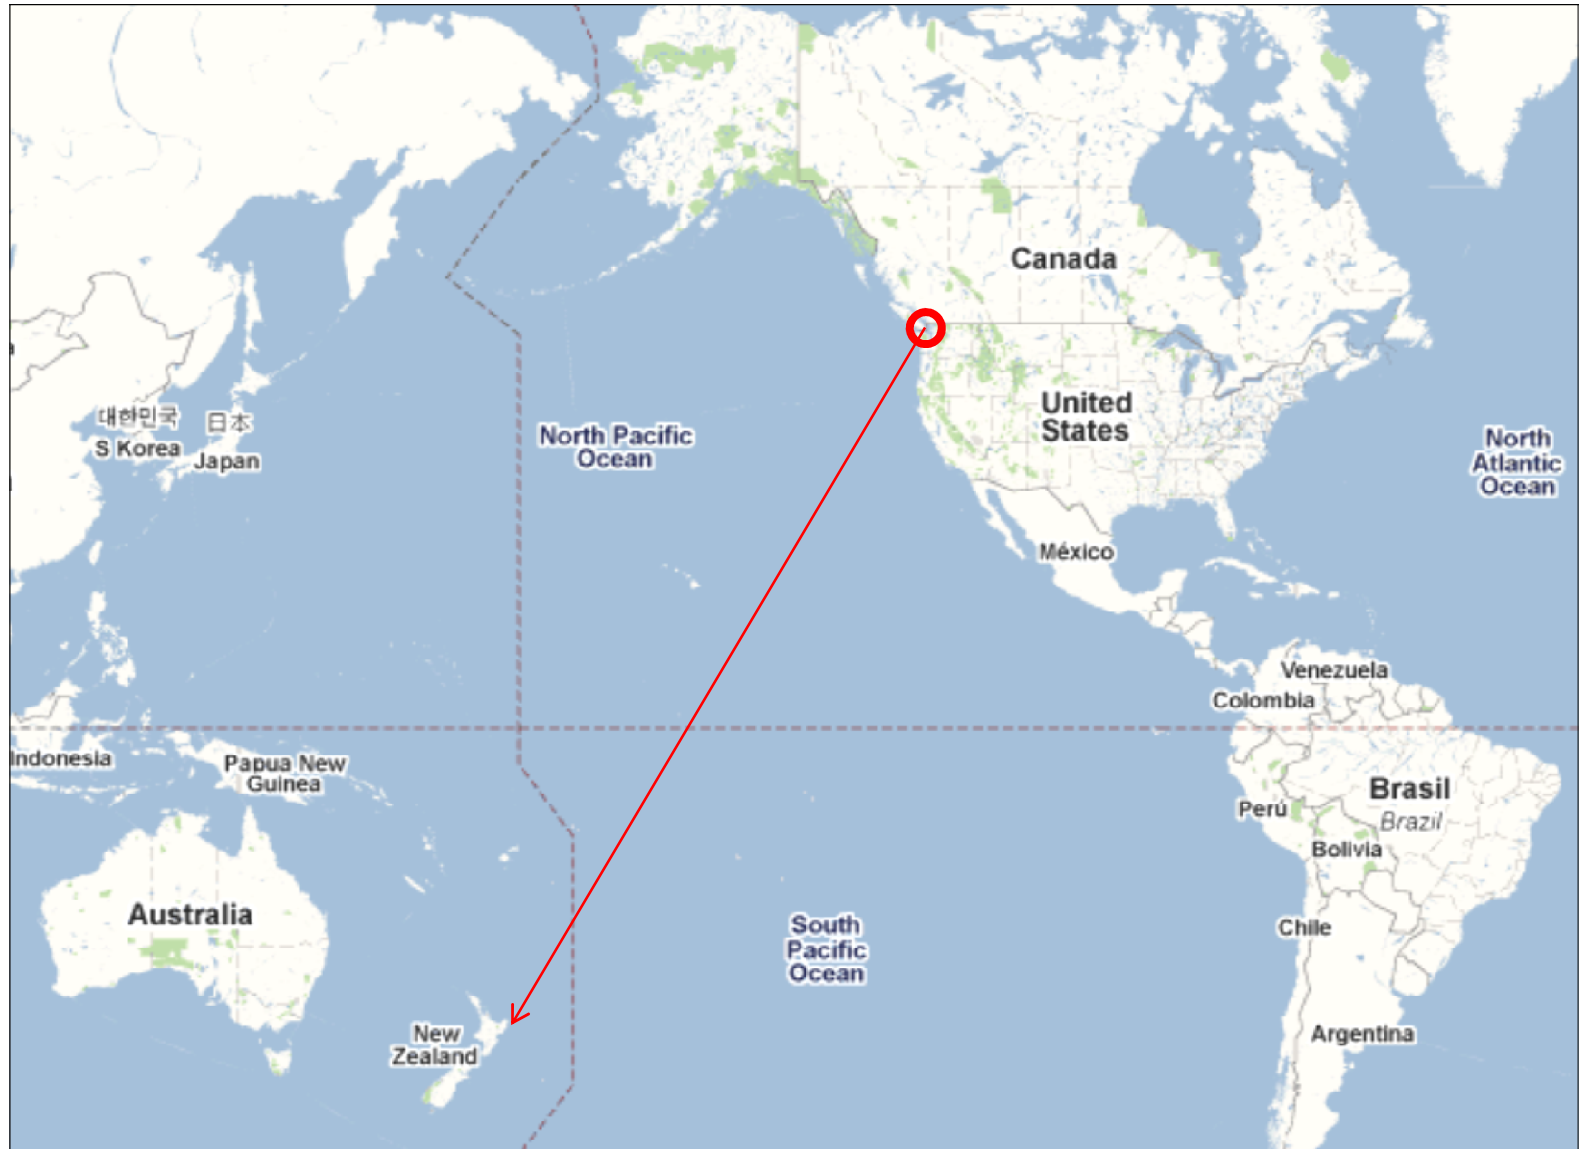 Canada
United
States
대한민국
S Korea
日本
Japan
North Pacific
Ocean
North
Atlantic
Ocean
México
Venezuela
Colombia
Indonesia
Papua New
Guinea
Perú
Brasil
Brazil
Bolivia
Australia
South
Pacific
Ocean
Chile
New
Zealand
Argentina